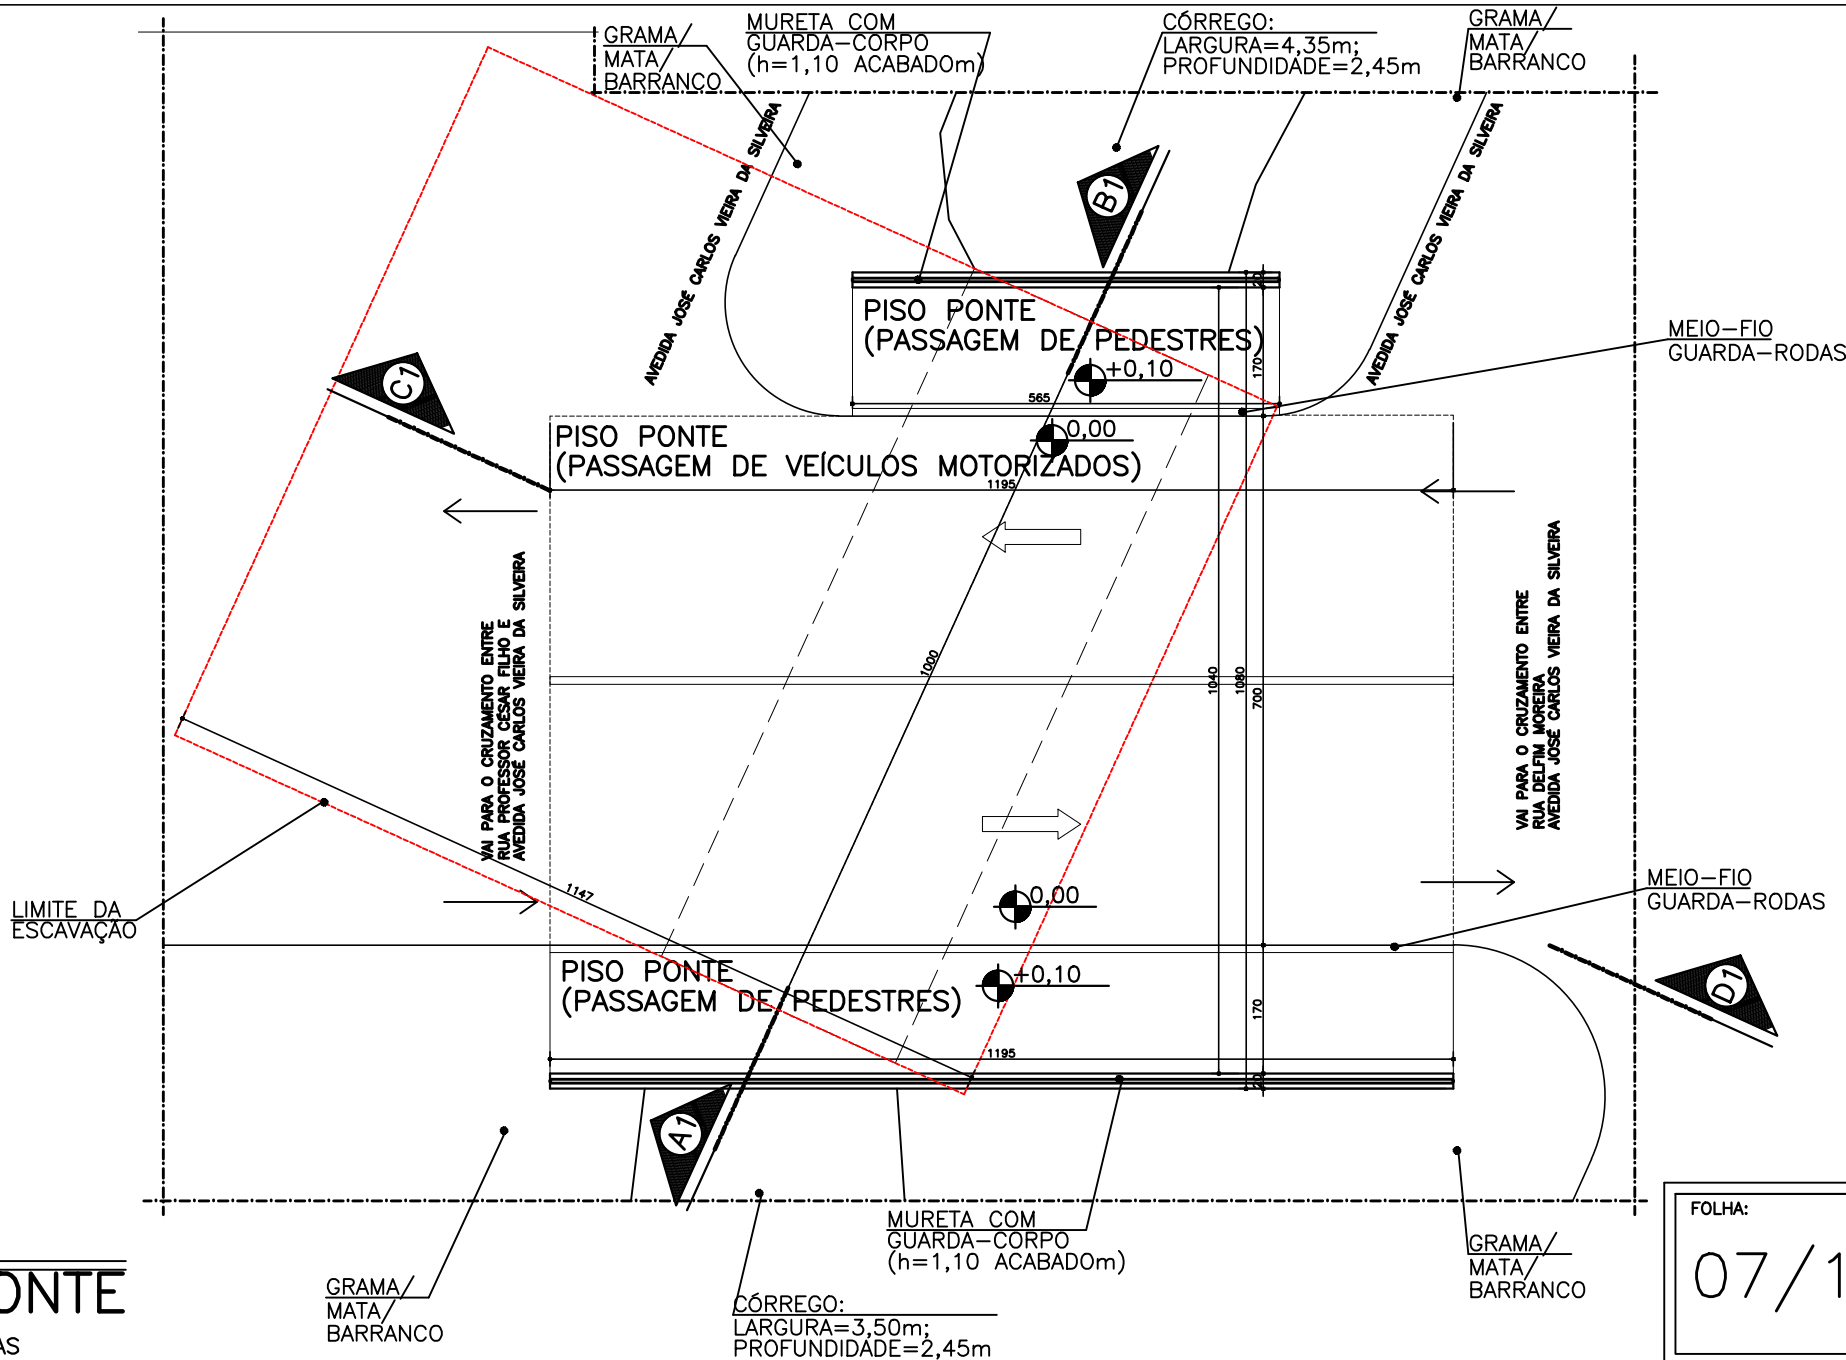 GRAMA/
MATA/
BARRANCO
MURETA COM
GUARDA-CORPO
(h=1,10 ACABADOm)
CÓRREGO:
LARGURA=4,35m;
PROFUNDIDADE=2,45m
GRAMA/
MATA/
BARRANCO
AVEDIDA JOSÉ CARLOS VIEIRA DA SILVEIRA
AVEDIDA JOSÉ CARLOS VIEIRA DA SILVEIRA
B1
C1
20
PISO PONTE
(PASSAGEM DE PEDESTRES)
+0,10
170
565
MEIO-FIO
GUARDA-RODAS
PISO PONTE
(PASSAGEM DE VEÍCULOS MOTORIZADOS)
0,00
1195
VAI PARA O CRUZAMENTO ENTRE
RUA PROFESSOR CÉSAR FILHO E
AVEDIDA JOSÉ CARLOS VIEIRA DA SILVEIRA
1000
1040
1080
700
VAI PARA O CRUZAMENTO ENTRE
RUA DELFIM MOREIRA
AVEDIDA JOSÉ CARLOS VIEIRA DA SILVEIRA
1147
LIMITE DA
ESCAVAÇÃO
0,00
MEIO-FIO
GUARDA-RODAS
PISO PONTE
(PASSAGEM DE PEDESTRES)
+0,10
170
1195
20
D1
A1
MURETA COM
GUARDA-CORPO
(h=1,10 ACABADOm)
GRAMA/
MATA/
BARRANCO
CÓRREGO:
LARGURA=3,50m;
PROFUNDIDADE=2,45m
GRAMA/
MATA/
BARRANCO
ONTE
AS
FOLHA:
07/1